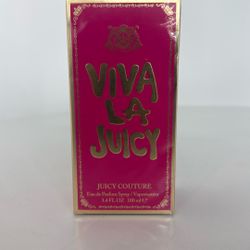 VIVA
LA
JUICY
JUICY COUTURE
Eau de Parfum Spray / Vaporisateur
3.4 FL. OZ. 100 ml ℮